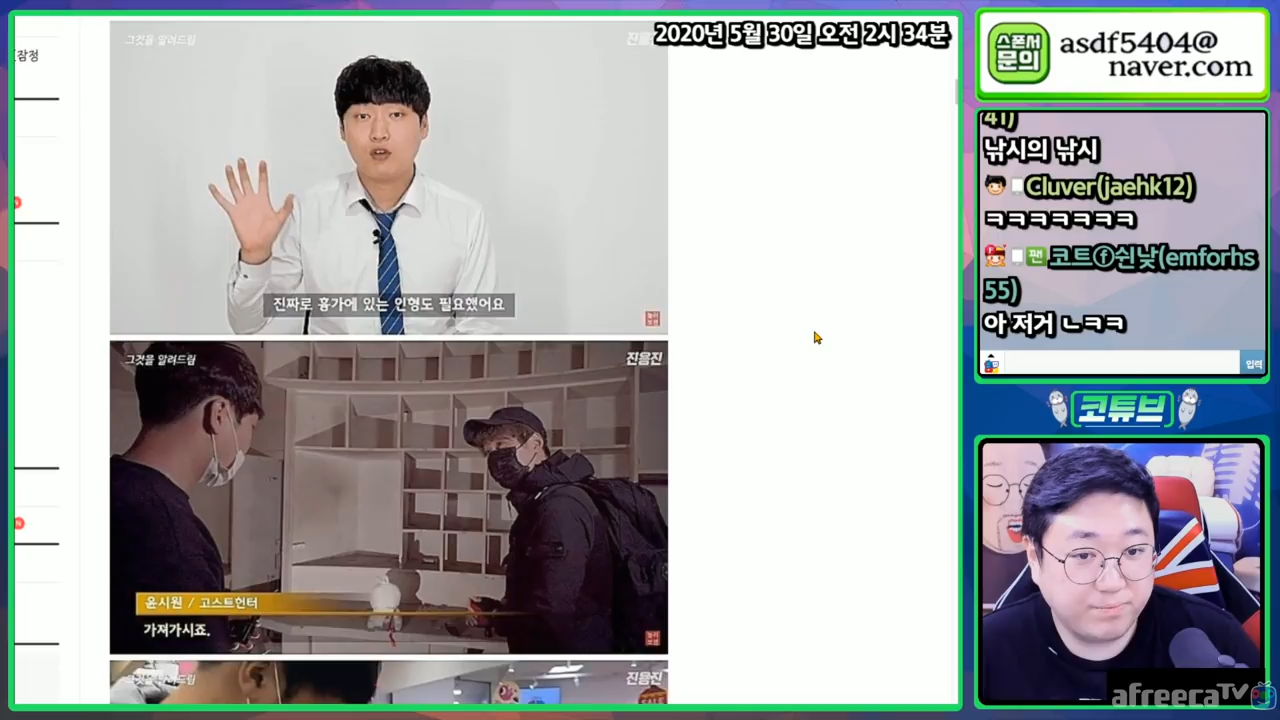 2020년 5월 30일 오전 2시 34분
그것을 알려드림
잠정
진짜로 흉가에 있는 인형도 필요했어요
그것을 알려드림
진용진
윤시원 / 고스트헌터
가져가시죠.
진용진
스폰서
문의
asdf5404@
naver.com
41)
낚시의 낚시
Cluver(jaehk12)
ㅋㅋㅋㅋㅋㅋㅋ
팬 코트ⓕ쉰낯(emforhs
55)
아 저거 ㄴㅋㅋ
입력
코튜브
afreecaTV